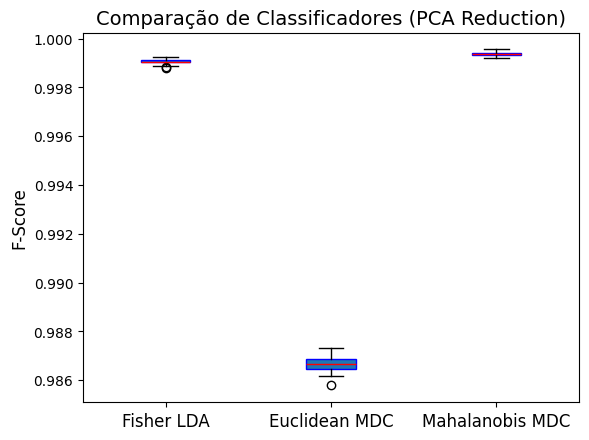 Comparação de Classificadores (PCA Reduction)
1.000
0.998
0.996
0.994
0.992
0.990
0.988
0.986
F-Score
Fisher LDA
Euclidean MDC
Mahalanobis MDC